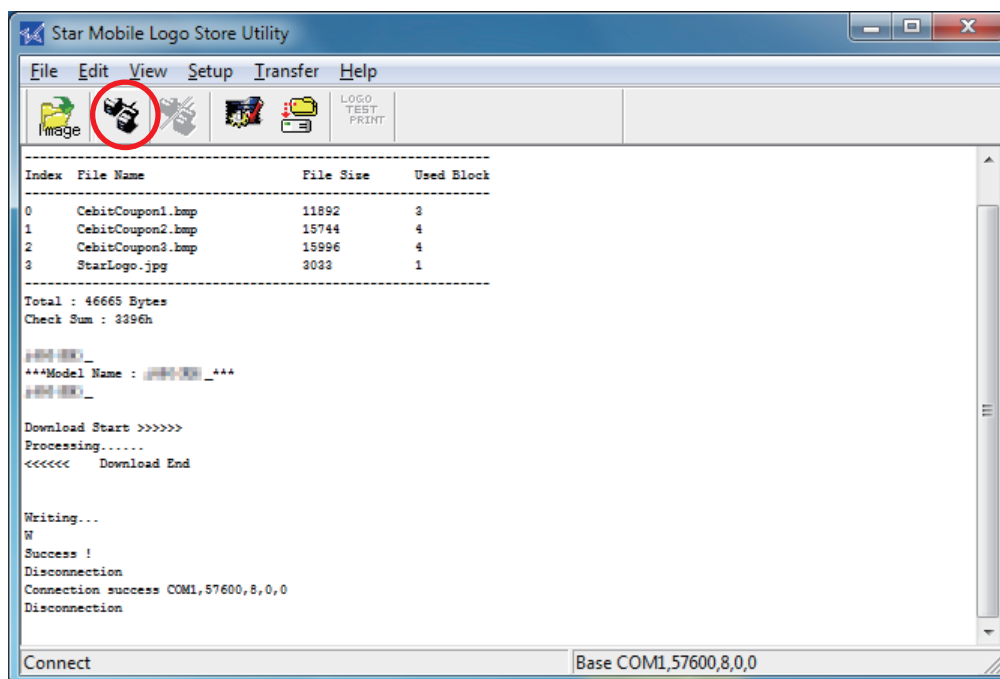 Star Mobile Logo Store Utility
File Edit View Setup Transfer Help
Image
LOGO
TEST
PRINT
Index File Name File Size Used Block
0 CebitCoupon1.bmp 11892 3
1 CebitCoupon2.bmp 15744 4
2 CebitCoupon3.bmp 15996 4
3 StarLogo.jpg 3033 1
Total : 46665 Bytes
Check Sum : 3396h
_
***Model Name : _***
_
Download Start >>>>>>
Processing......
<<<<<< Download End
Writing...
W
Success !
Disconnection
Connection success COM1,57600,8,0,0
Disconnection
Connect
Base COM1,57600,8,0,0